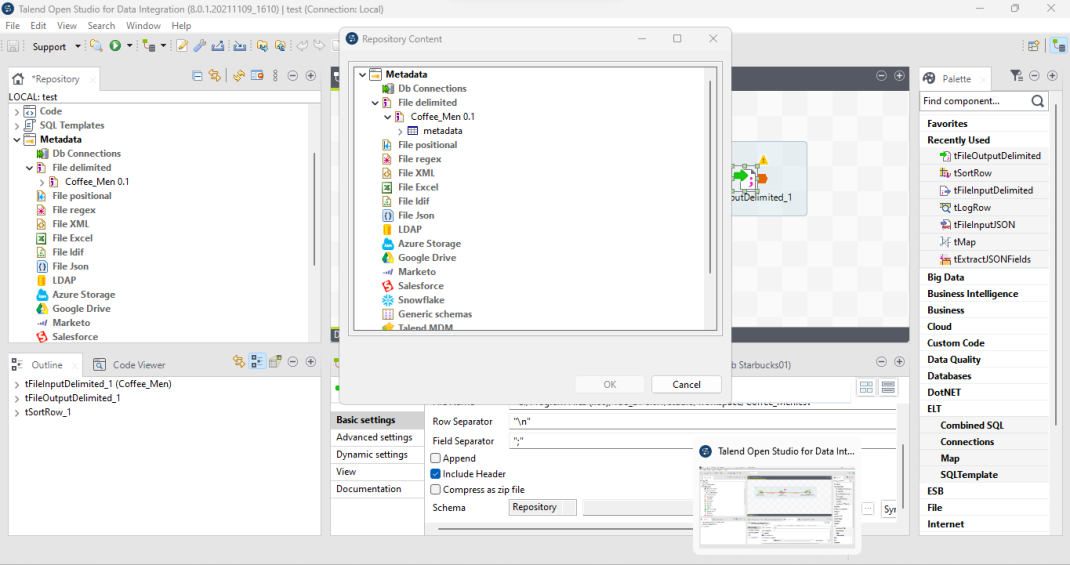 Talend Open Studio for Data Integration (8.0.1.20211109_1610) | test (Connection: Local)
File Edit View Search Window Help
Support
*Repository
LOCAL: test
Code
SQL Templates
Metadata
Db Connections
File delimited
Coffee_Men 0.1
File positional
File regex
File XML
File Excel
File ldif
File Json
LDAP
Azure Storage
Google Drive
Marketo
Salesforce
Outline
Code Viewer
tFileInputDelimited_1 (Coffee_Men)
tFileOutputDelimited_1
tSortRow_1
Repository Content
Metadata
Db Connections
File delimited
Coffee_Men 0.1
metadata
File positional
File regex
File XML
File Excel
File ldif
File Json
LDAP
Azure Storage
Google Drive
Marketo
Salesforce
Snowflake
Generic schemas
Talend MDM
OK
Cancel
putDelimited_1
b Starbucks01)
Basic settings
Advanced settings
Dynamic settings
View
Documentation
Row Separator "\n"
Field Separator ";"
Append
Include Header
Compress as zip file
Schema Repository
Syn
Talend Open Studio for Data Int...
Palette
Find component...
Favorites
Recently Used
tFileOutputDelimited
tSortRow
tFileInputDelimited
tLogRow
tFileInputJSON
tMap
tExtractJSONFields
Big Data
Business Intelligence
Business
Cloud
Custom Code
Data Quality
Databases
DotNET
ELT
Combined SQL
Connections
Map
SQLTemplate
ESB
File
Internet